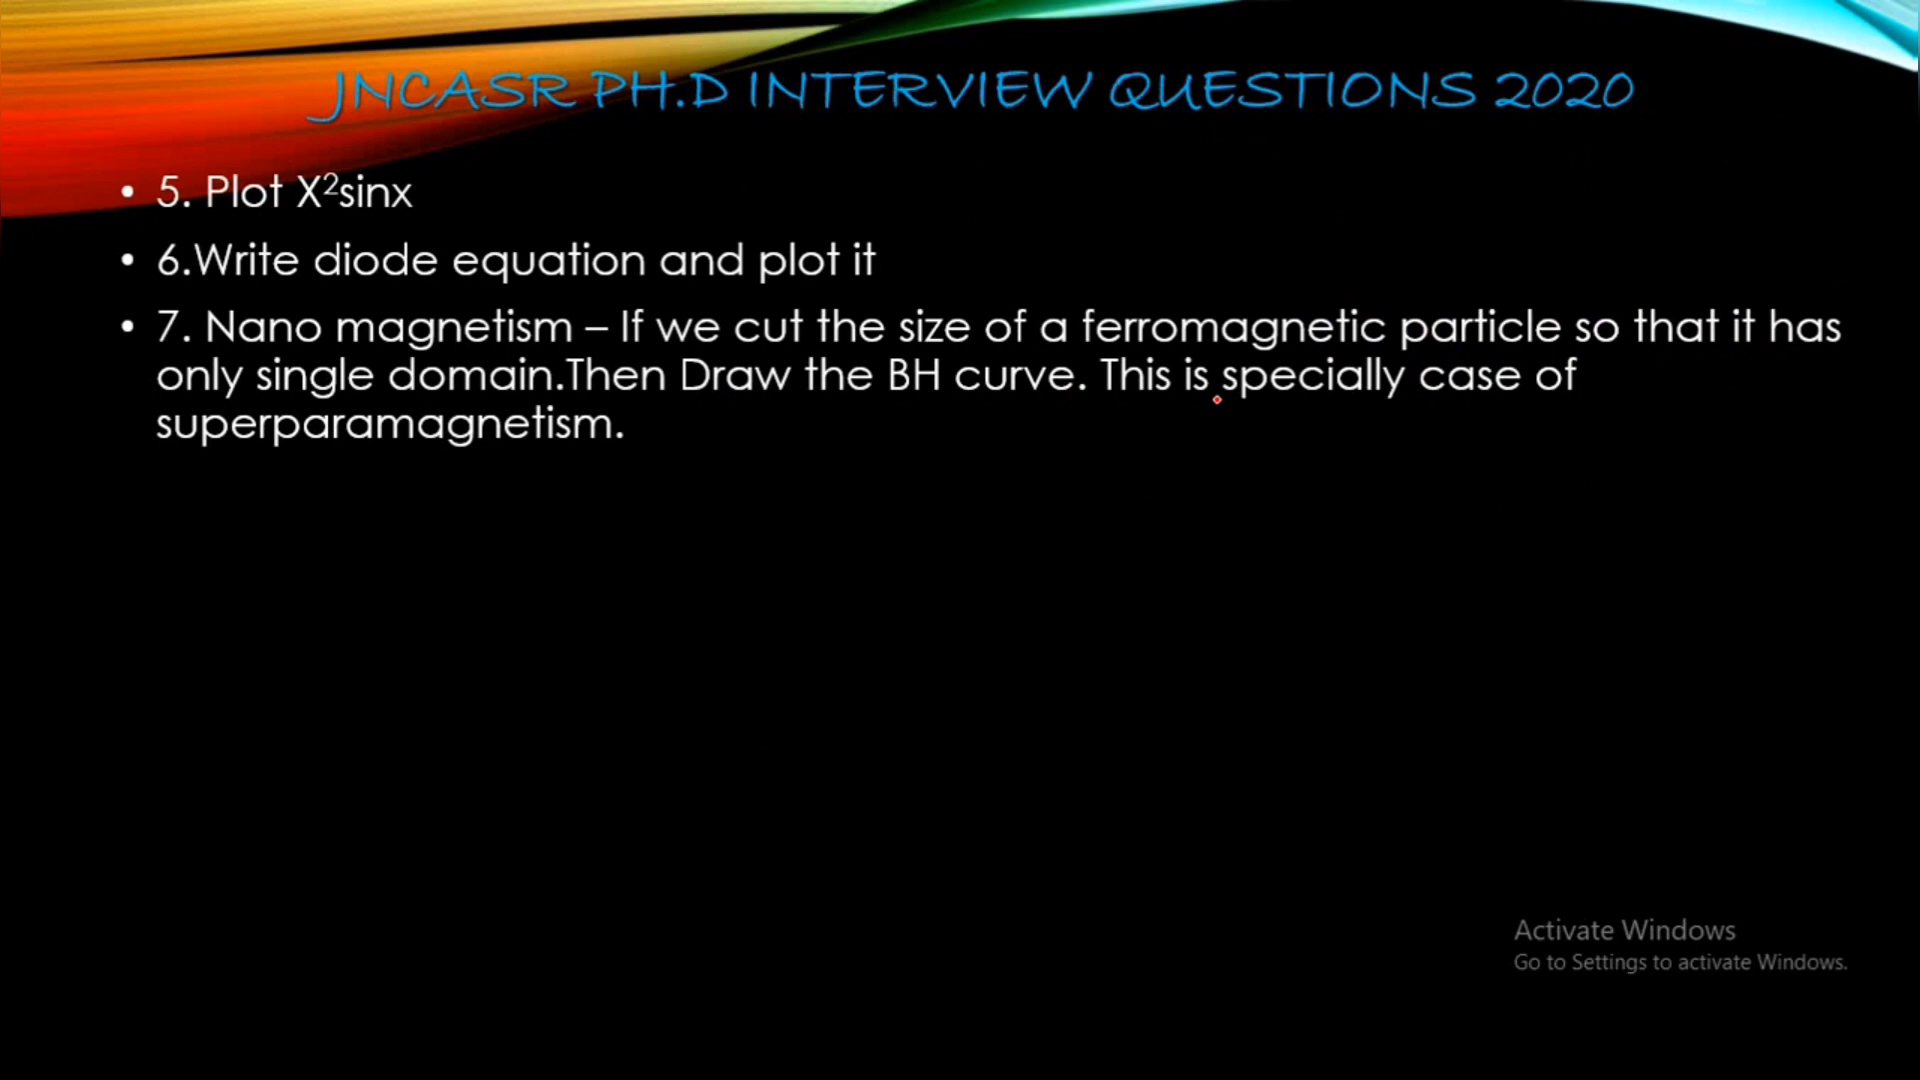 JNCASR PH.D INTERVIEW QUESTIONS 2020
• 5. Plot X²sinx
• 6.Write diode equation and plot it
• 7. Nano magnetism – If we cut the size of a ferromagnetic particle so that it has
only single domain.Then Draw the BH curve. This is specially case of
superparamagnetism.
Activate Windows
Go to Settings to activate Windows.